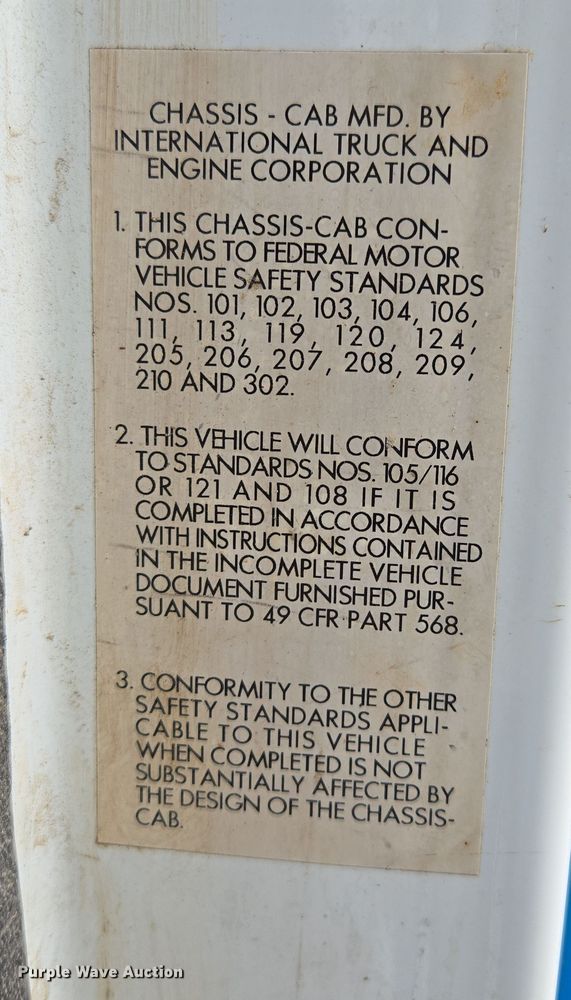 CHASSIS - CAB MFD. BY
INTERNATIONAL TRUCK AND
ENGINE CORPORATION
1. THIS CHASSIS-CAB CON-
FORMS TO FEDERAL MOTOR
VEHICLE SAFETY STANDARDS
NOS. 101, 102, 103, 104, 106,
111, 113, 119, 120, 124,
205, 206, 207, 208, 209,
210 AND 302.
2. THIS VEHICLE WILL CONFORM
TO STANDARDS NOS. 105/116
OR 121 AND 108 IF IT IS
COMPLETED IN ACCORDANCE
WITH INSTRUCTIONS CONTAINED
IN THE INCOMPLETE VEHICLE
DOCUMENT FURNISHED PUR-
SUANT TO 49 CFR PART 568.
3. CONFORMITY TO THE OTHER
SAFETY STANDARDS APPLI-
CABLE TO THIS VEHICLE
WHEN COMPLETED IS NOT
SUBSTANTIALLY AFFECTED BY
THE DESIGN OF THE CHASSIS-
CAB.
Purple Wave Auction